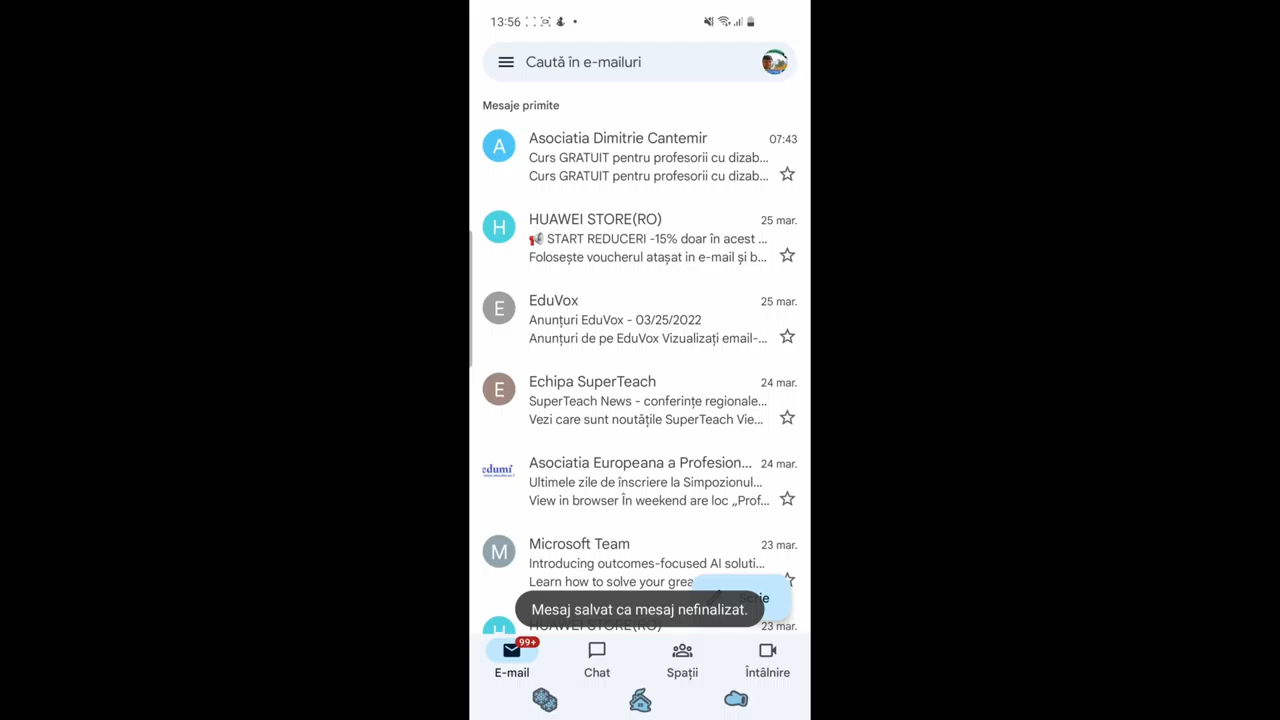 13:56
Caută în e-mailuri
Mesaje primite
A
Asociatia Dimitrie Cantemir 07:43
Curs GRATUIT pentru profesorii cu dizab...
Curs GRATUIT pentru profesorii cu dizab...
H
HUAWEI STORE(RO) 25 mar.
📢 START REDUCERI -15% doar în acest ...
Folosește voucherul atașat in e-mail și b...
E
EduVox 25 mar.
Anunțuri EduVox - 03/25/2022
Anunțuri de pe EduVox Vizualizați email-...
E
Echipa SuperTeach 24 mar.
SuperTeach News - conferințe regionale...
Vezi care sunt noutățile SuperTeach Vie...
edumi
Asociatia Europeana a Profesion... 24 mar.
Ultimele zile de înscriere la Simpozionul...
View in browser În weekend are loc „Prof...
M
Microsoft Team 23 mar.
Introducing outcomes-focused AI soluti...
Learn how to solve your grea
Scrie
Mesaj salvat ca mesaj nefinalizat.
H
HUAWEI STORE(RO) 23 mar.
99+
E-mail Chat Spații Întâlnire